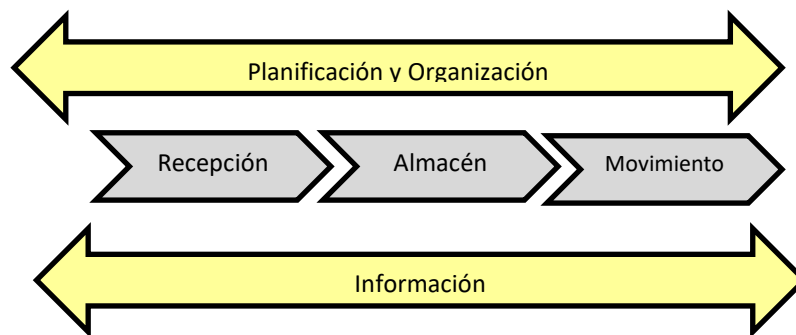 Planificación y Organización
Recepción
Almacén
Movimiento
Información